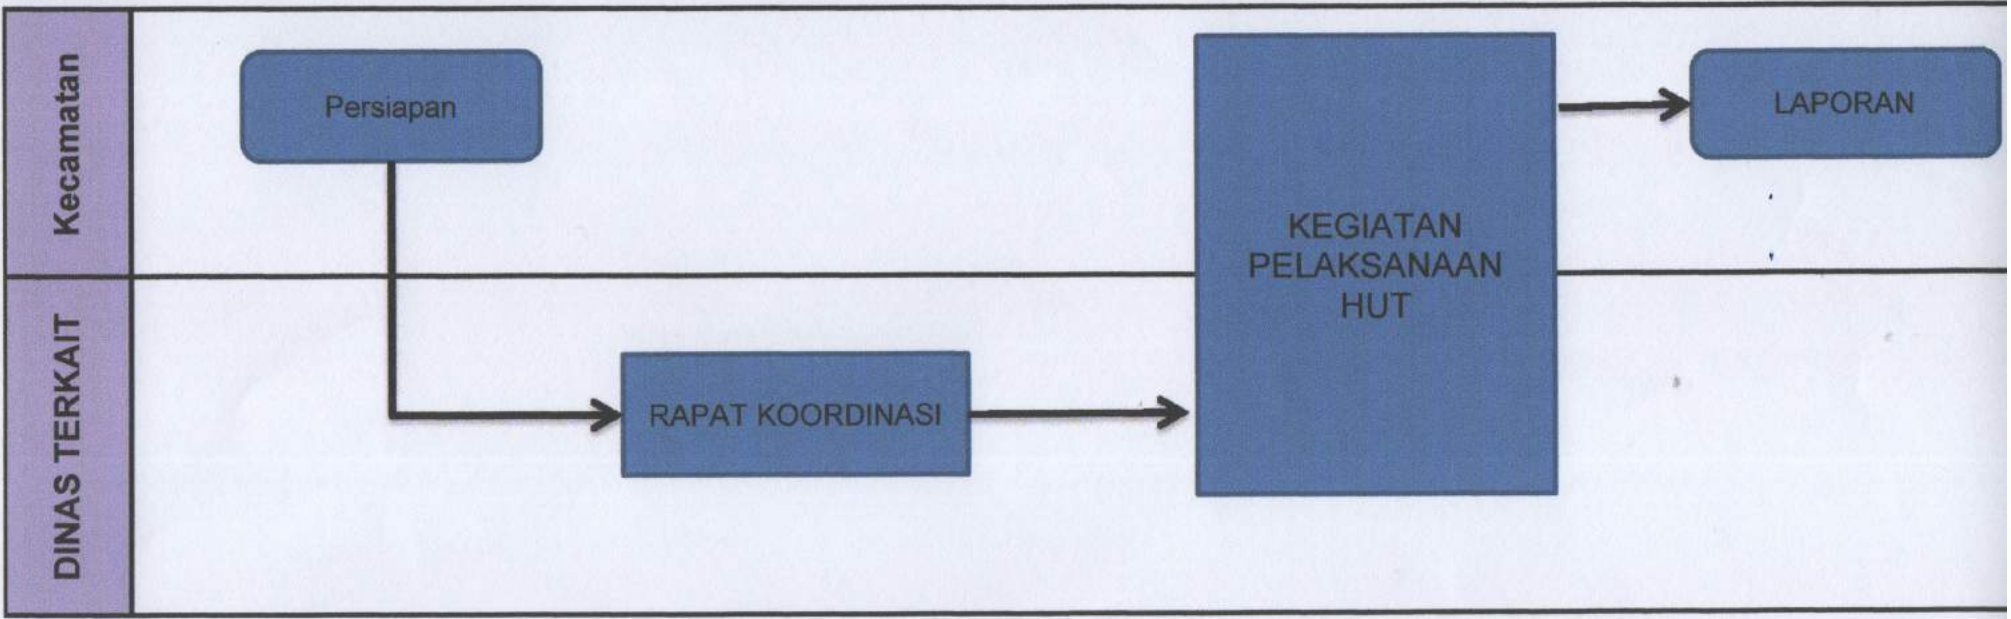 Kecamatan
Persiapan
LAPORAN
KEGIATAN
PELAKSANAAN
HUT
DINAS TERKAIT
RAPAT KOORDINASI